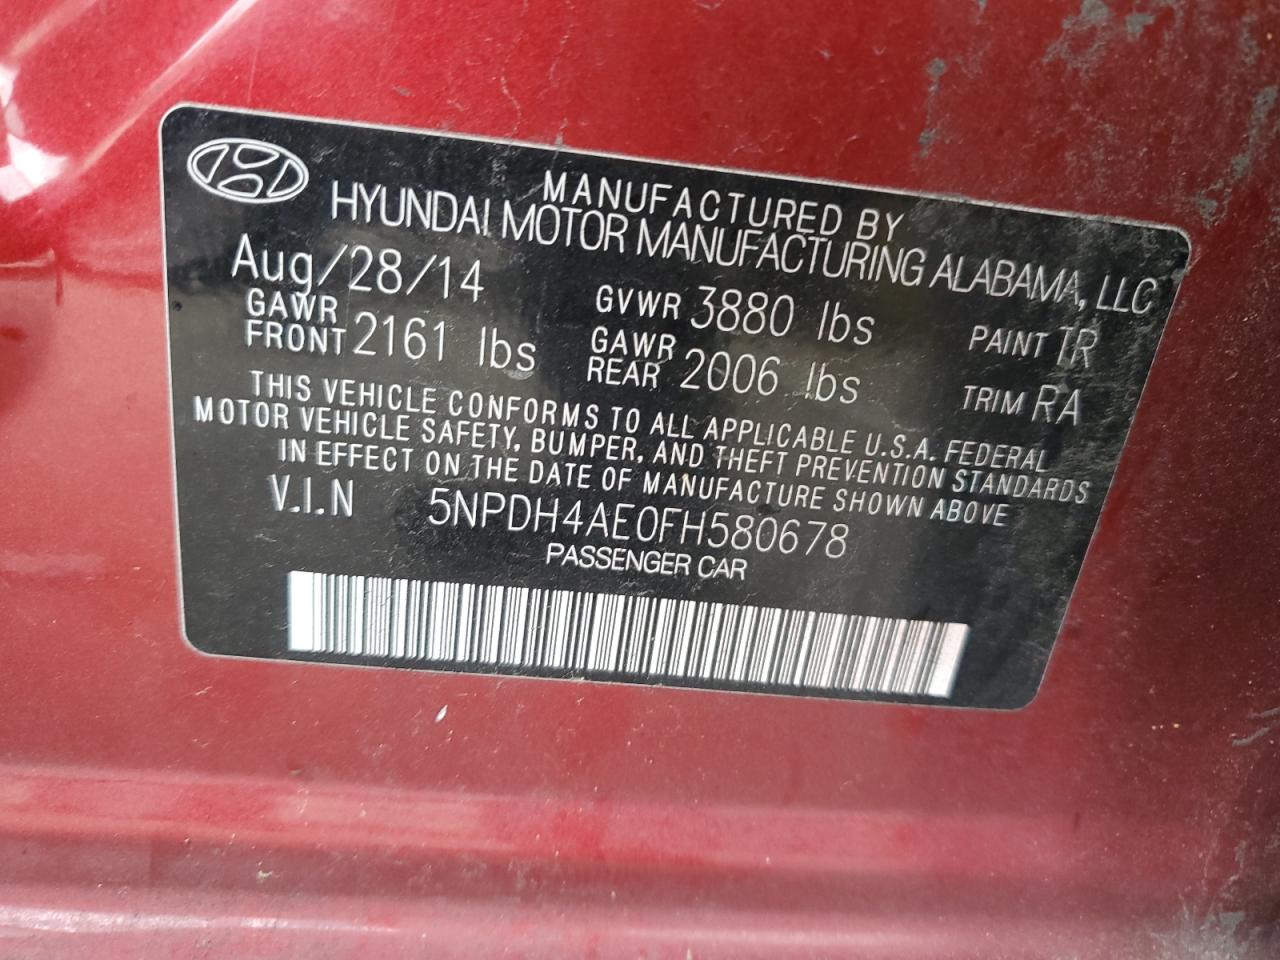 MANUFACTURED BY
HYUNDAI MOTOR MANUFACTURING ALABAMA, LLC
Aug/28/14 GVWR 3880 lbs PAINT TR
GAWR FRONT 2161 lbs GAWR REAR 2006 lbs TRIM RA
THIS VEHICLE CONFORMS TO ALL APPLICABLE U.S.A. FEDERAL
MOTOR VEHICLE SAFETY, BUMPER, AND THEFT PREVENTION STANDARDS
IN EFFECT ON THE DATE OF MANUFACTURE SHOWN ABOVE
V.I.N 5NPDH4AE0FH580678
PASSENGER CAR